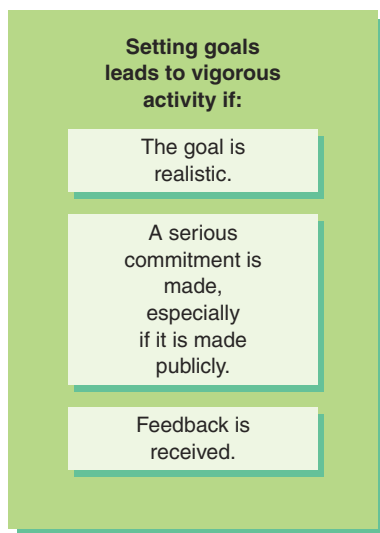 Setting goals
leads to vigorous
activity if:
The goal is
realistic.
A serious
commitment is
made,
especially
if it is made
publicly.
Feedback is
received.